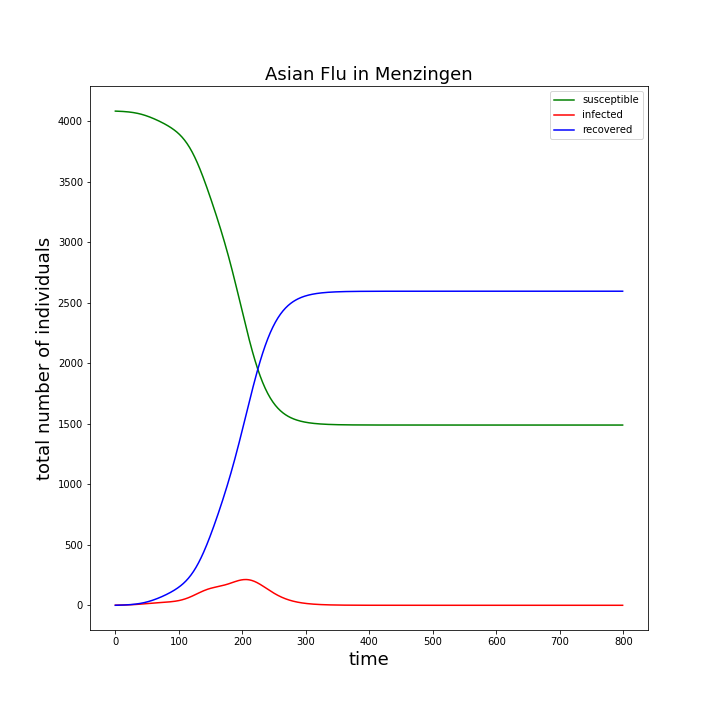 Asian Flu in Menzingen
susceptible
infected
recovered
total number of individuals
4000
3500
3000
2500
2000
1500
1000
500
0
0 100 200 300 400 500 600 700 800
time